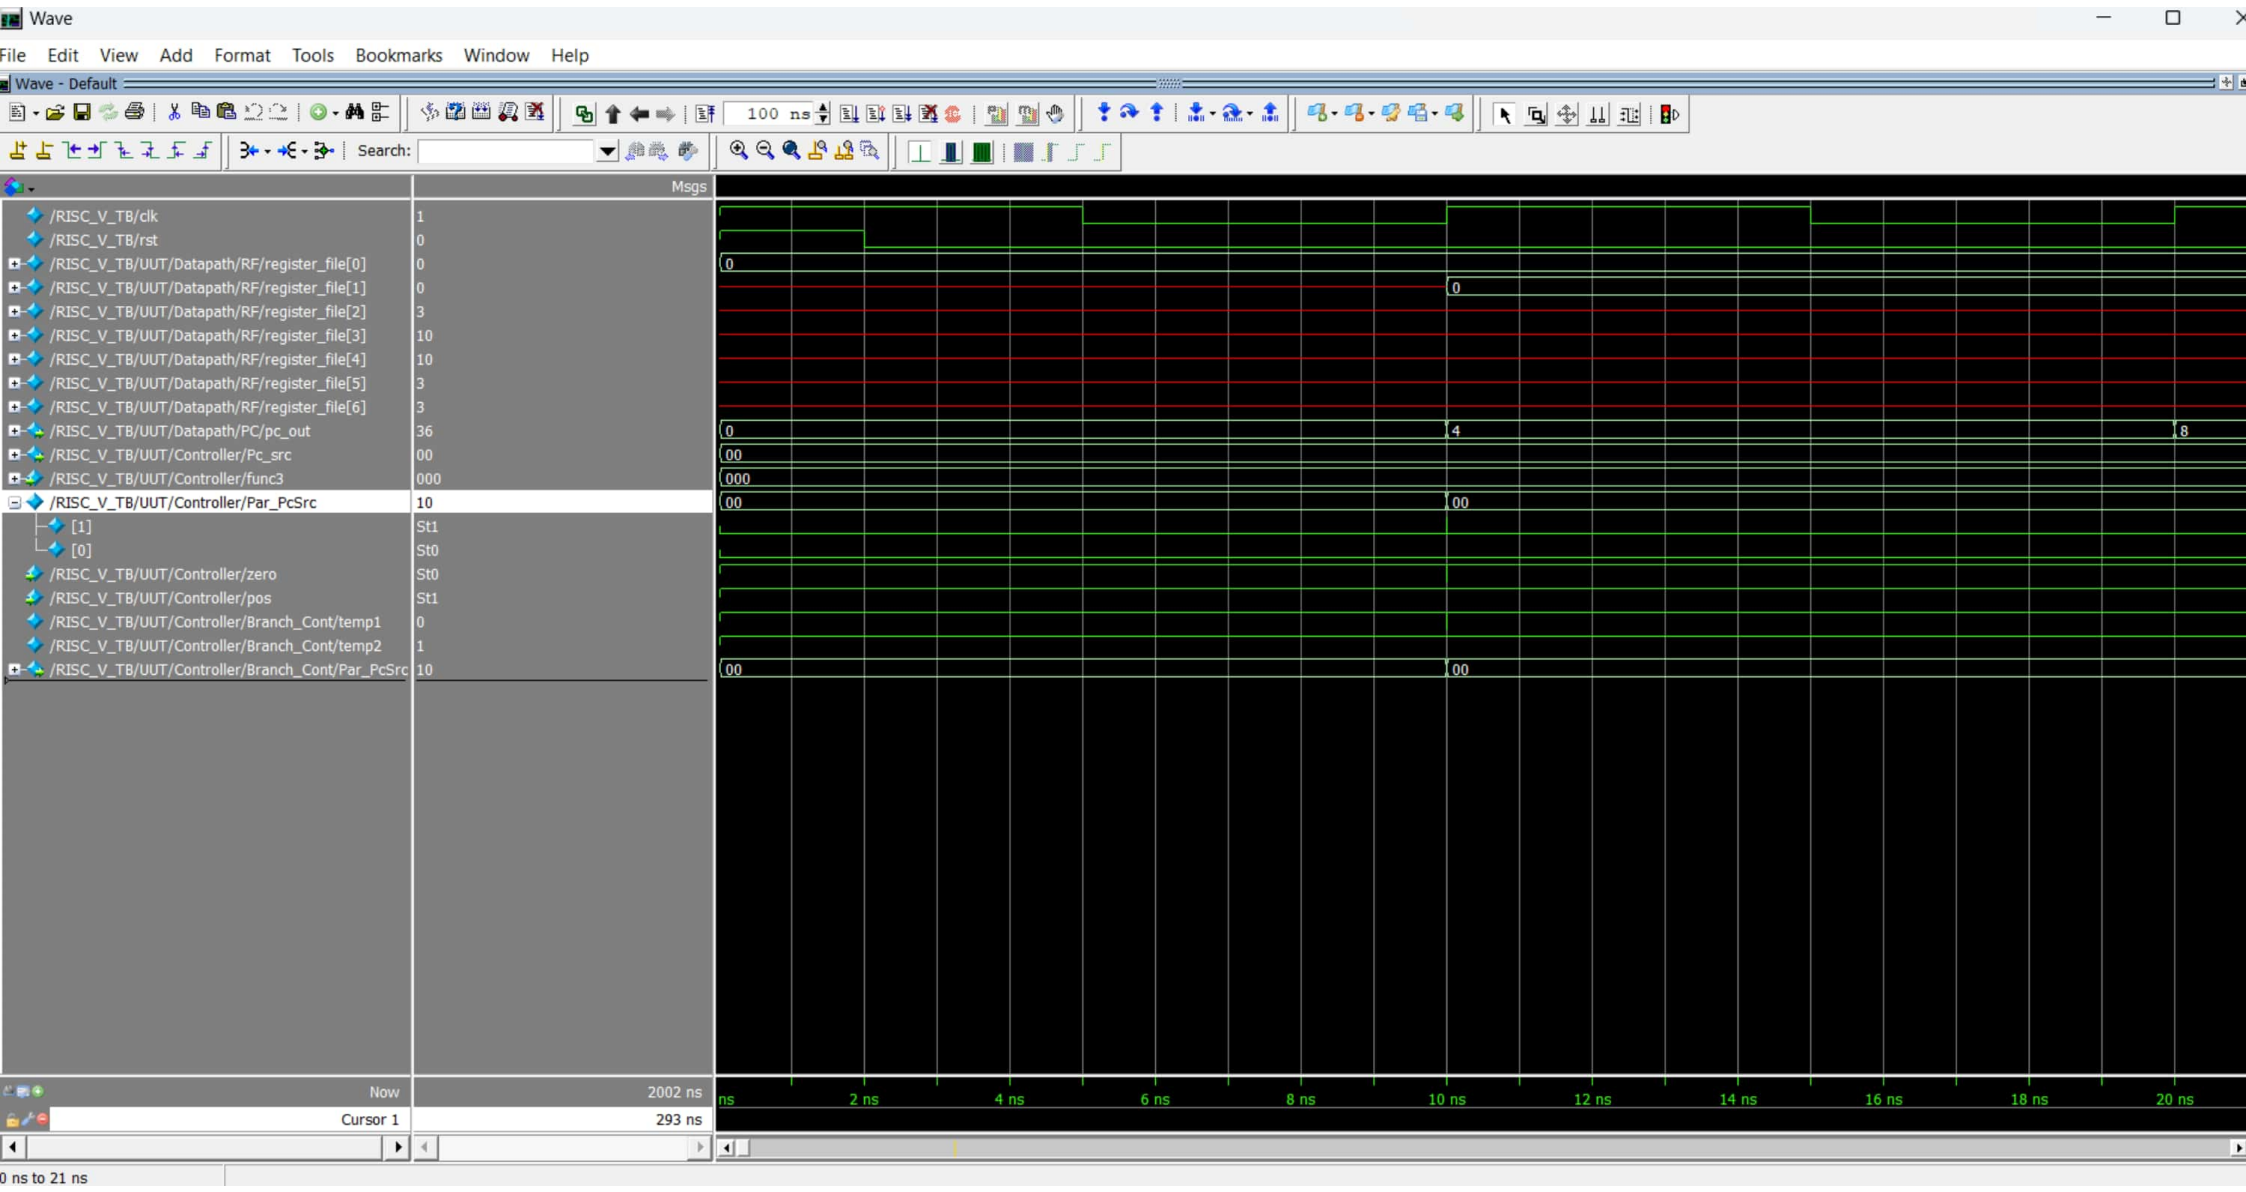 Wave
File Edit View Add Format Tools Bookmarks Window Help
Wave - Default
100 ns
Search:
Msgs
/RISC_V_TB/clk 1
/RISC_V_TB/rst 0
/RISC_V_TB/UUT/Datapath/RF/register_file[0] 0 0
/RISC_V_TB/UUT/Datapath/RF/register_file[1] 0 0
/RISC_V_TB/UUT/Datapath/RF/register_file[2] 3
/RISC_V_TB/UUT/Datapath/RF/register_file[3] 10
/RISC_V_TB/UUT/Datapath/RF/register_file[4] 10
/RISC_V_TB/UUT/Datapath/RF/register_file[5] 3
/RISC_V_TB/UUT/Datapath/RF/register_file[6] 3
/RISC_V_TB/UUT/Datapath/PC/pc_out 36 0 4 8
/RISC_V_TB/UUT/Controller/Pc_src 00 00
/RISC_V_TB/UUT/Controller/func3 000 000
/RISC_V_TB/UUT/Controller/Par_PcSrc 10 00 00
[1] St1
[0] St0
/RISC_V_TB/UUT/Controller/zero St0
/RISC_V_TB/UUT/Controller/pos St1
/RISC_V_TB/UUT/Controller/Branch_Cont/temp1 0
/RISC_V_TB/UUT/Controller/Branch_Cont/temp2 1
/RISC_V_TB/UUT/Controller/Branch_Cont/Par_PcSrc 10 00 00
Now 2002 ns
ns 2 ns 4 ns 6 ns 8 ns 10 ns 12 ns 14 ns 16 ns 18 ns 20 ns
Cursor 1 293 ns
0 ns to 21 ns